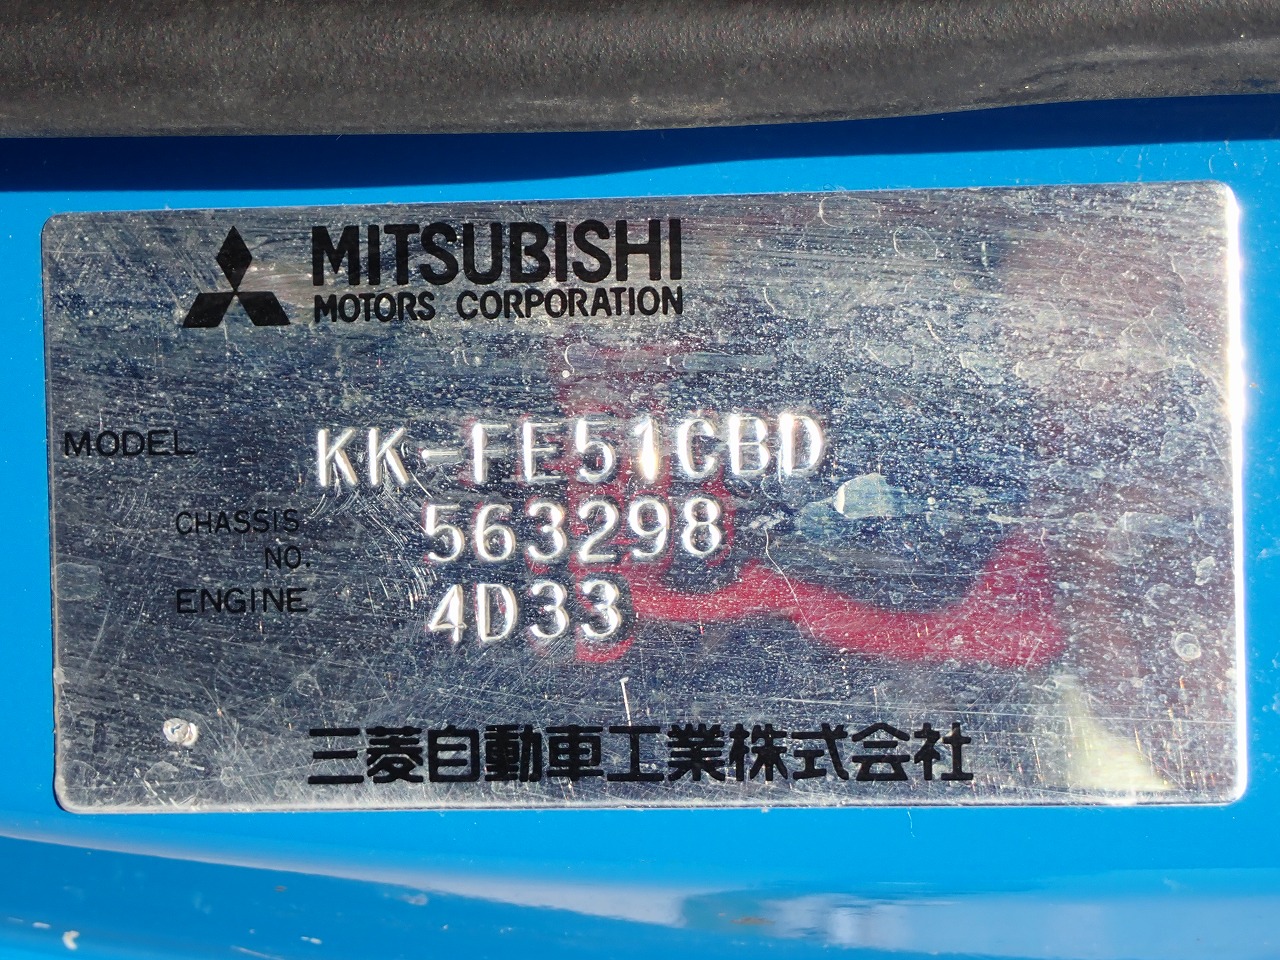 MITSUBISHI
MOTORS CORPORATION
MODEL KK-FE51CBD
CHASSIS NO. 563298
ENGINE 4D33
三菱自動車工業株式会社